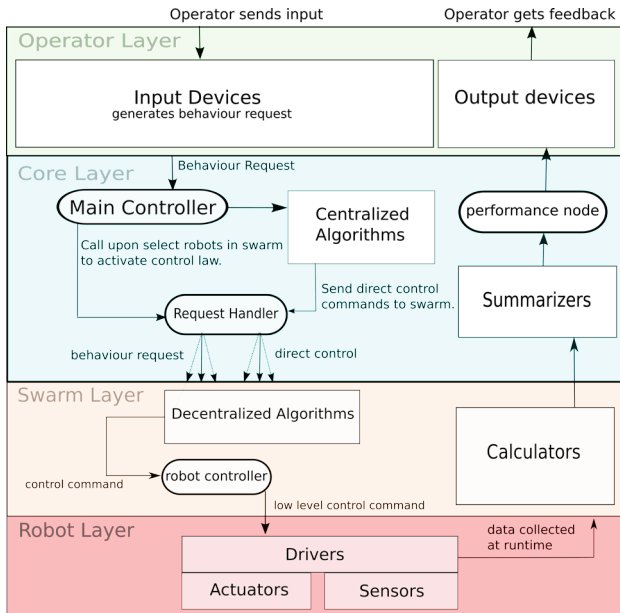 Operator sends input
Operator gets feedback
Operator Layer
Input Devices
generates behaviour request
Output devices
Core Layer
Behaviour Request
Main Controller
Centralized
Algorithms
performance node
Call upon select robots in swarm
to activate control law.
Send direct control
commands to swarm.
Summarizers
Request Handler
behaviour request
direct control
Swarm Layer
Decentralized Algorithms
Calculators
control command
robot controller
low level control command
Robot Layer
data collected
at runtime
Drivers
Actuators
Sensors